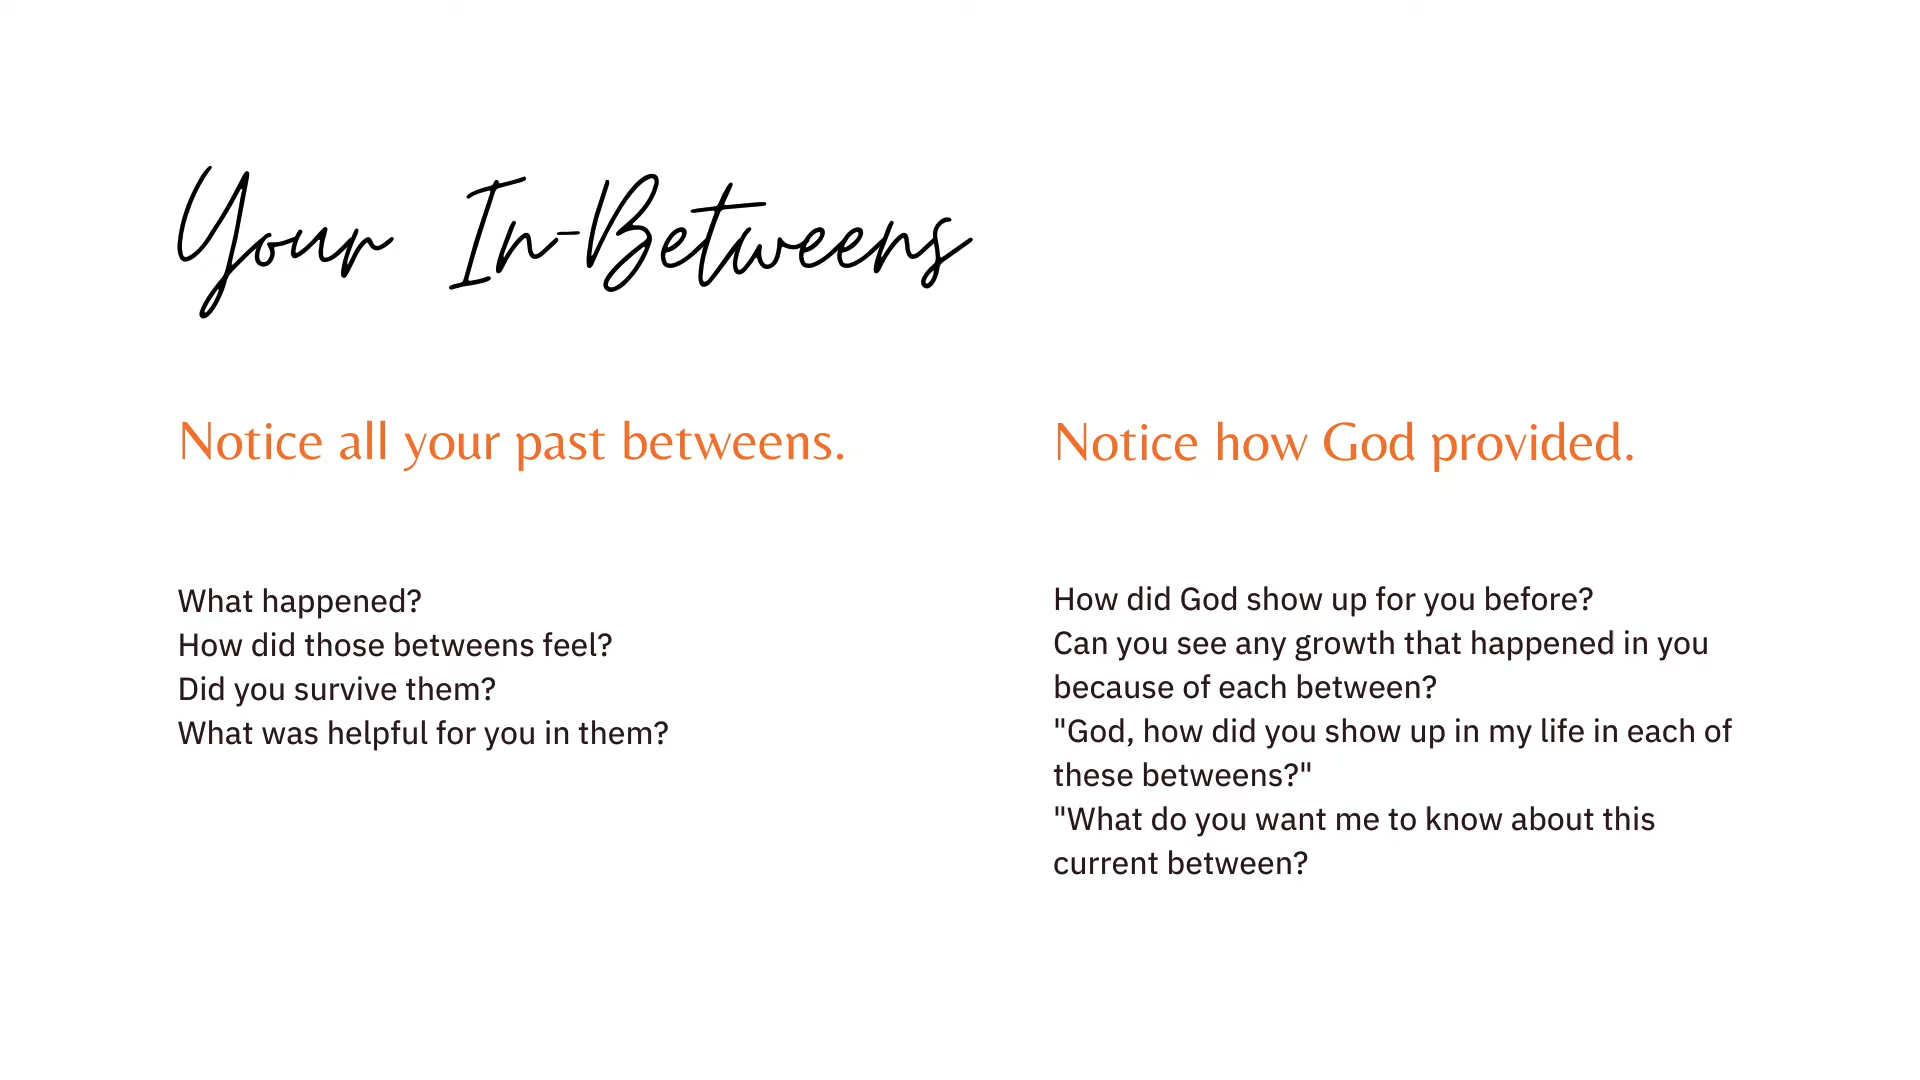 Your In-Betweens
Notice all your past betweens.
What happened?
How did those betweens feel?
Did you survive them?
What was helpful for you in them?
Notice how God provided.
How did God show up for you before?
Can you see any growth that happened in you
because of each between?
"God, how did you show up in my life in each of
these betweens?"
"What do you want me to know about this
current between?